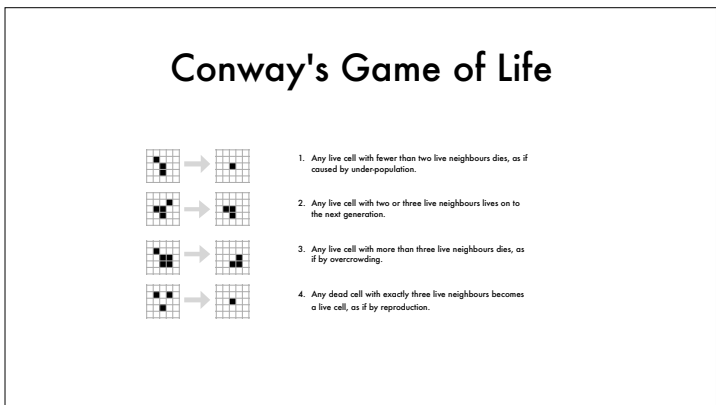 Conway's Game of Life
1. Any live cell with fewer than two live neighbours dies, as if
caused by under-population.
2. Any live cell with two or three live neighbours lives on to
the next generation.
3. Any live cell with more than three live neighbours dies, as
if by overcrowding.
4. Any dead cell with exactly three live neighbours becomes
a live cell, as if by reproduction.